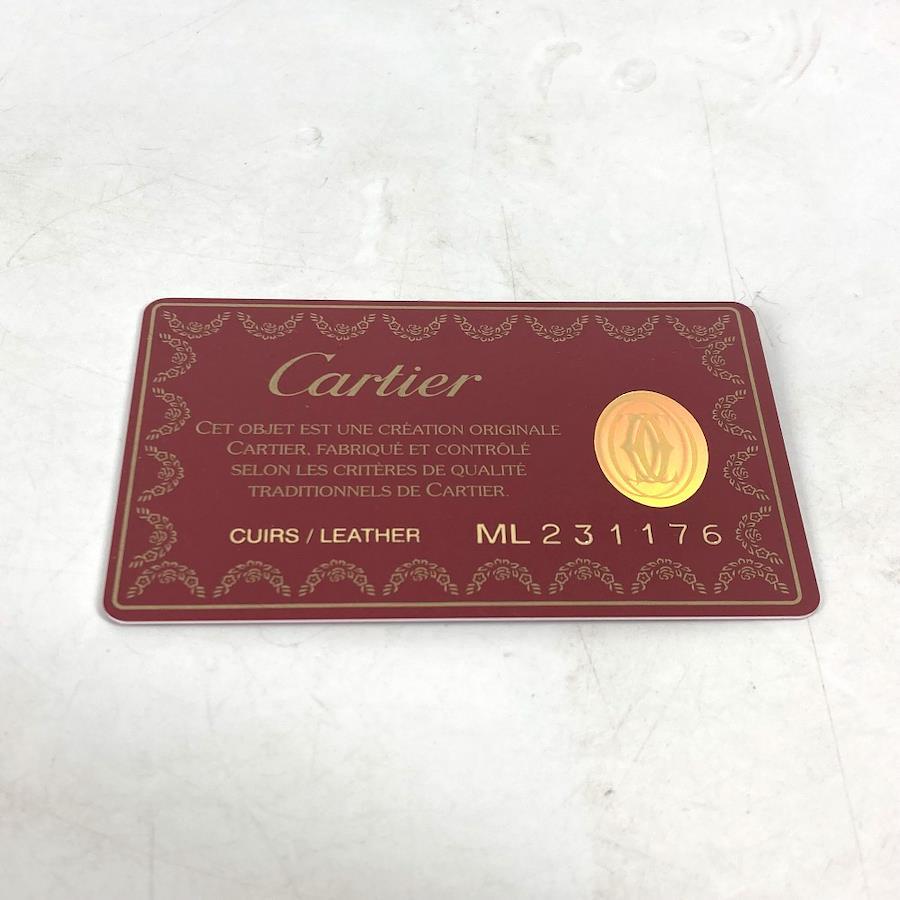 Cartier
CET OBJET EST UNE CRÉATION ORIGINALE
CARTIER, FABRIQUÉ ET CONTRÔLÉ
SELON LES CRITÈRES DE QUALITÉ
TRADITIONNELS DE CARTIER.
CUIRS / LEATHER ML231176